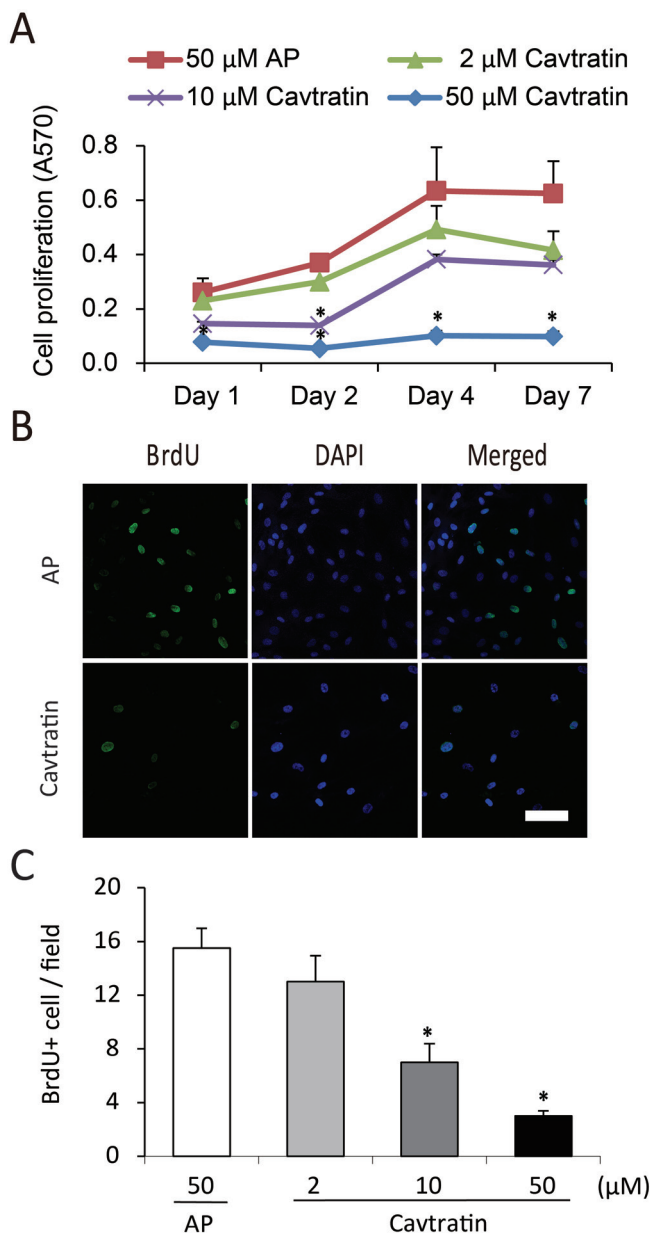 A
50 µM AP
2 µM Cavtratin
10 µM Cavtratin
50 µM Cavtratin
Cell proliferation (A570)
0.8
0.6
0.4
0.2
0.0
*
*
*
*
*
Day 1
Day 2
Day 4
Day 7
B
BrdU
DAPI
Merged
AP
Cavtratin
C
BrdU+ cell / field
20
16
12
8
4
0
*
*
50
2
10
50
(µM)
AP
Cavtratin